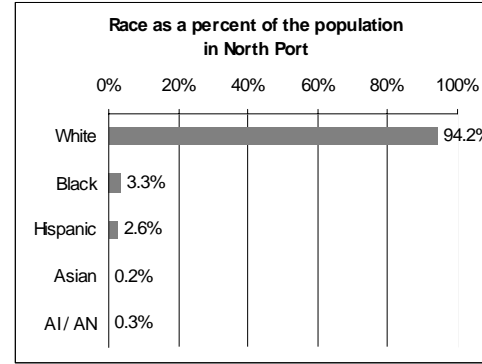 Race as a percent of the population
in North Port
0% 20% 40% 60% 80% 100%
White 94.2%
Black 3.3%
Hispanic 2.6%
Asian 0.2%
AI / AN 0.3%